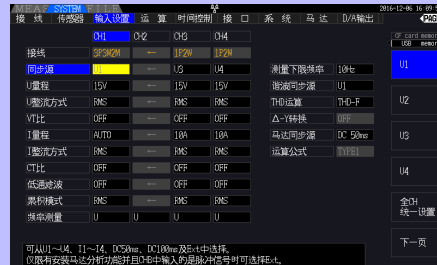 MEAS SYSTEM FILE 2016-12-06 16:09:5
接 线 传感器 输入设置 运 算 时间控制 接 口 系 统 马 达 D/A输出 PAGE
CH1 CH2 CH3 CH4
CF card memor
USB memor
接线 3P3W2M ← 1P2W 1P2W
同步源 U1 ← U3 U4 测量下限频率 10Hz
U1
U量程 15V ← 15V 15V 谐波同步源 U1
U整流方式 RMS ← RMS RMS THD运算 THD-F
U2
VT比 OFF ← OFF OFF Δ-Y转换 OFF
I量程 AUTO ← 10A 10A 马达同步源 DC 50ms
U3
I整流方式 RMS ← RMS RMS 运算公式 TYPE1
CT比 OFF ← OFF OFF
U4
低通滤波 OFF ← OFF OFF
累积模式 RMS ← RMS RMS
全CH
统一设置
频率测量 U U U U
下一页
可从U1~U4、I1~I4、DC50ms、DC100ms及Ext中选择。
仅限有安装马达分析功能并且CHB中输入的是脉冲信号时可选择Ext。